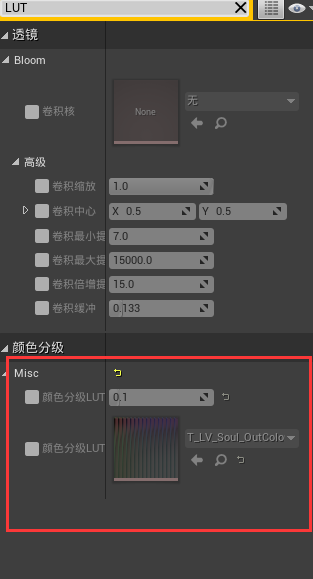 LUT
透镜
Bloom
卷积核
None
无
高级
卷积缩放 1.0
卷积中心 X 0.5 Y 0.5
卷积最小提 7.0
卷积最大提 15000.0
卷积倍增提 15.0
卷积缓冲 0.133
颜色分级
Misc
颜色分级LUT 0.1
颜色分级LUT
T_LV_Soul_OutColo